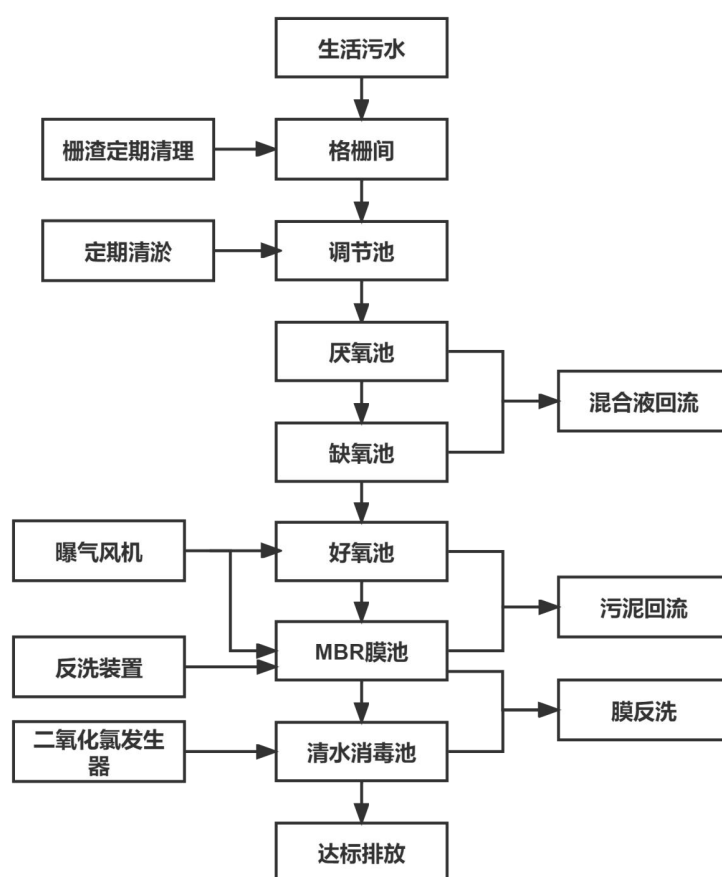 生活污水
栅渣定期清理
格栅间
定期清淤
调节池
厌氧池
混合液回流
缺氧池
曝气风机
好氧池
污泥回流
反洗装置
MBR膜池
膜反洗
二氧化氯发生
器
清水消毒池
达标排放